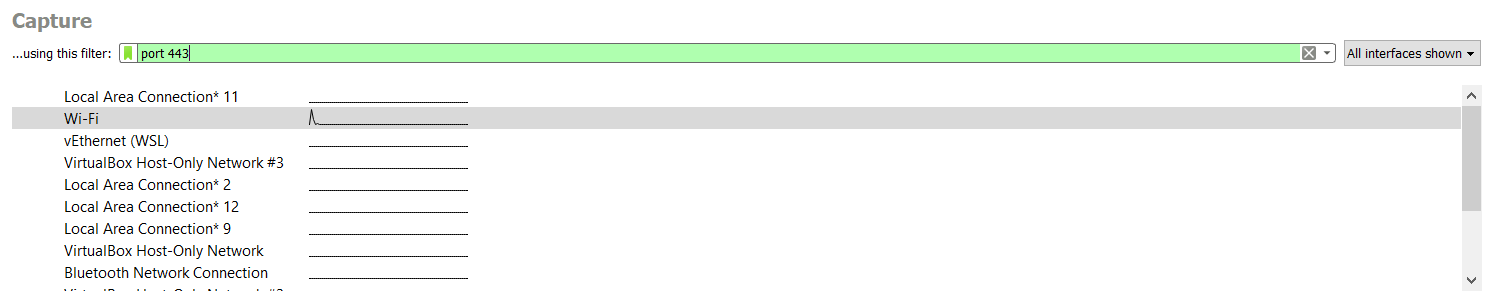 Capture
...using this filter: port 443 All interfaces shown
Local Area Connection* 11
Wi-Fi
vEthernet (WSL)
VirtualBox Host-Only Network #3
Local Area Connection* 2
Local Area Connection* 12
Local Area Connection* 9
VirtualBox Host-Only Network
Bluetooth Network Connection